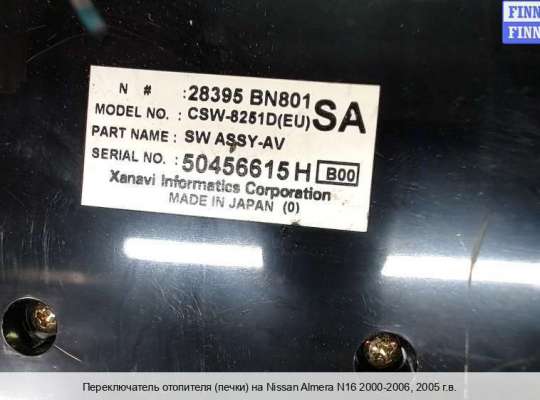 FINN
FINN
N # : 28395 BN801 SA
MODEL NO. : CSW-8251D(EU)
PART NAME : SW ASSY-AV
SERIAL NO. : 50456615H B00
Xanavi Informatics Corporation
MADE IN JAPAN (0)
Переключатель отопителя (печки) на Nissan Almera N16 2000-2006, 2005 г.в.